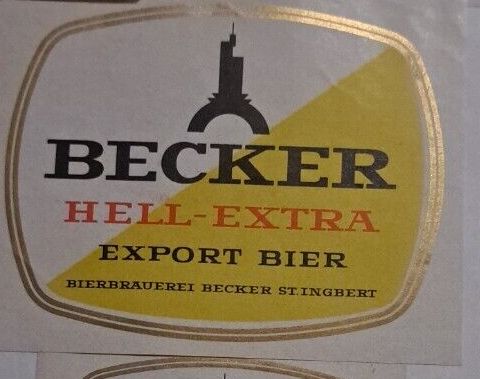 BECKER
HELL-EXTRA
EXPORT BIER
BIERBRAUEREI BECKER ST.INGBERT